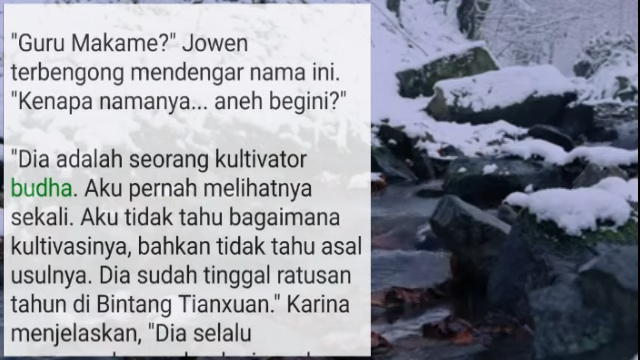 "Guru Makame?" Jowen
terbengong mendengar nama ini.
"Kenapa namanya... aneh begini?"
"Dia adalah seorang kultivator
budha. Aku pernah melihatnya
sekali. Aku tidak tahu bagaimana
kultivasinya, bahkan tidak tahu asal
usulnya. Dia sudah tinggal ratusan
tahun di Bintang Tianxuan." Karina
menjelaskan, "Dia selalu